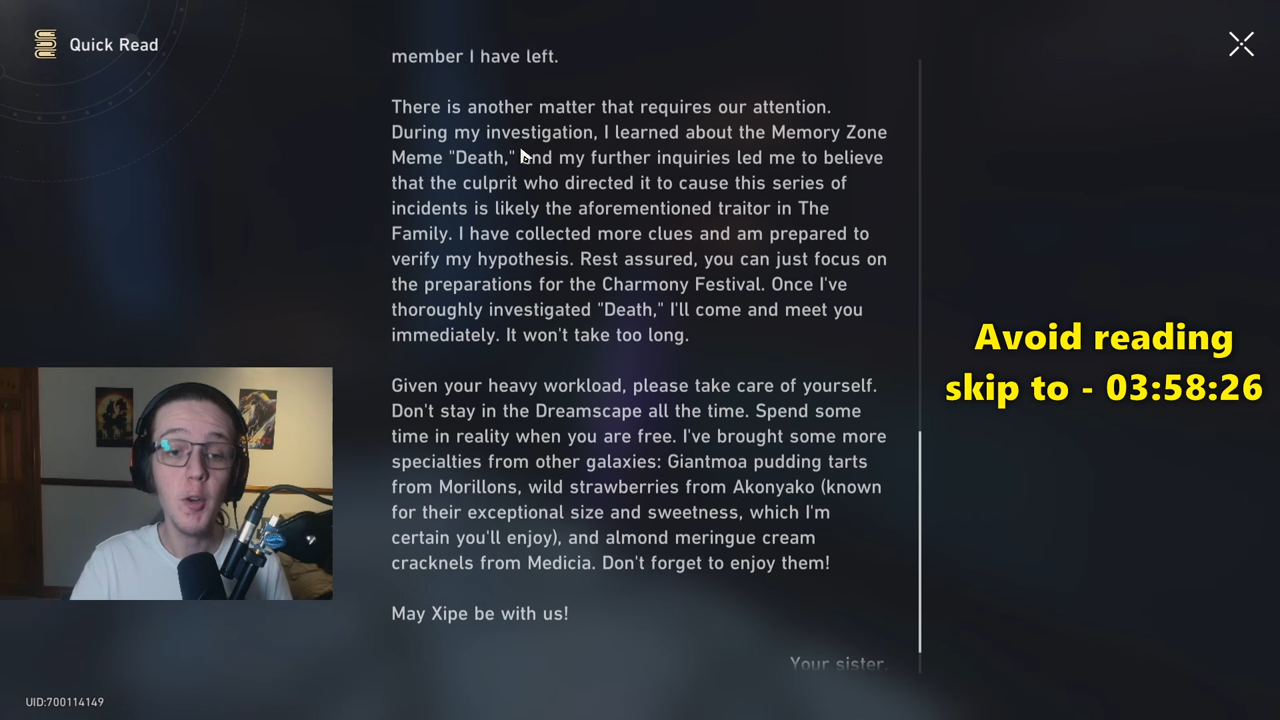 Quick Read
member I have left.
There is another matter that requires our attention.
During my investigation, I learned about the Memory Zone
Meme "Death," and my further inquiries led me to believe
that the culprit who directed it to cause this series of
incidents is likely the aforementioned traitor in The
Family. I have collected more clues and am prepared to
verify my hypothesis. Rest assured, you can just focus on
the preparations for the Charmony Festival. Once I've
thoroughly investigated "Death," I'll come and meet you
immediately. It won't take too long.
Given your heavy workload, please take care of yourself.
Don't stay in the Dreamscape all the time. Spend some
time in reality when you are free. I've brought some more
specialties from other galaxies: Giantmoa pudding tarts
from Morillons, wild strawberries from Akonyako (known
for their exceptional size and sweetness, which I'm
certain you'll enjoy), and almond meringue cream
cracknels from Medicia. Don't forget to enjoy them!
May Xipe be with us!
Your sister,
Avoid reading
skip to - 03:58:26
UID:700114149